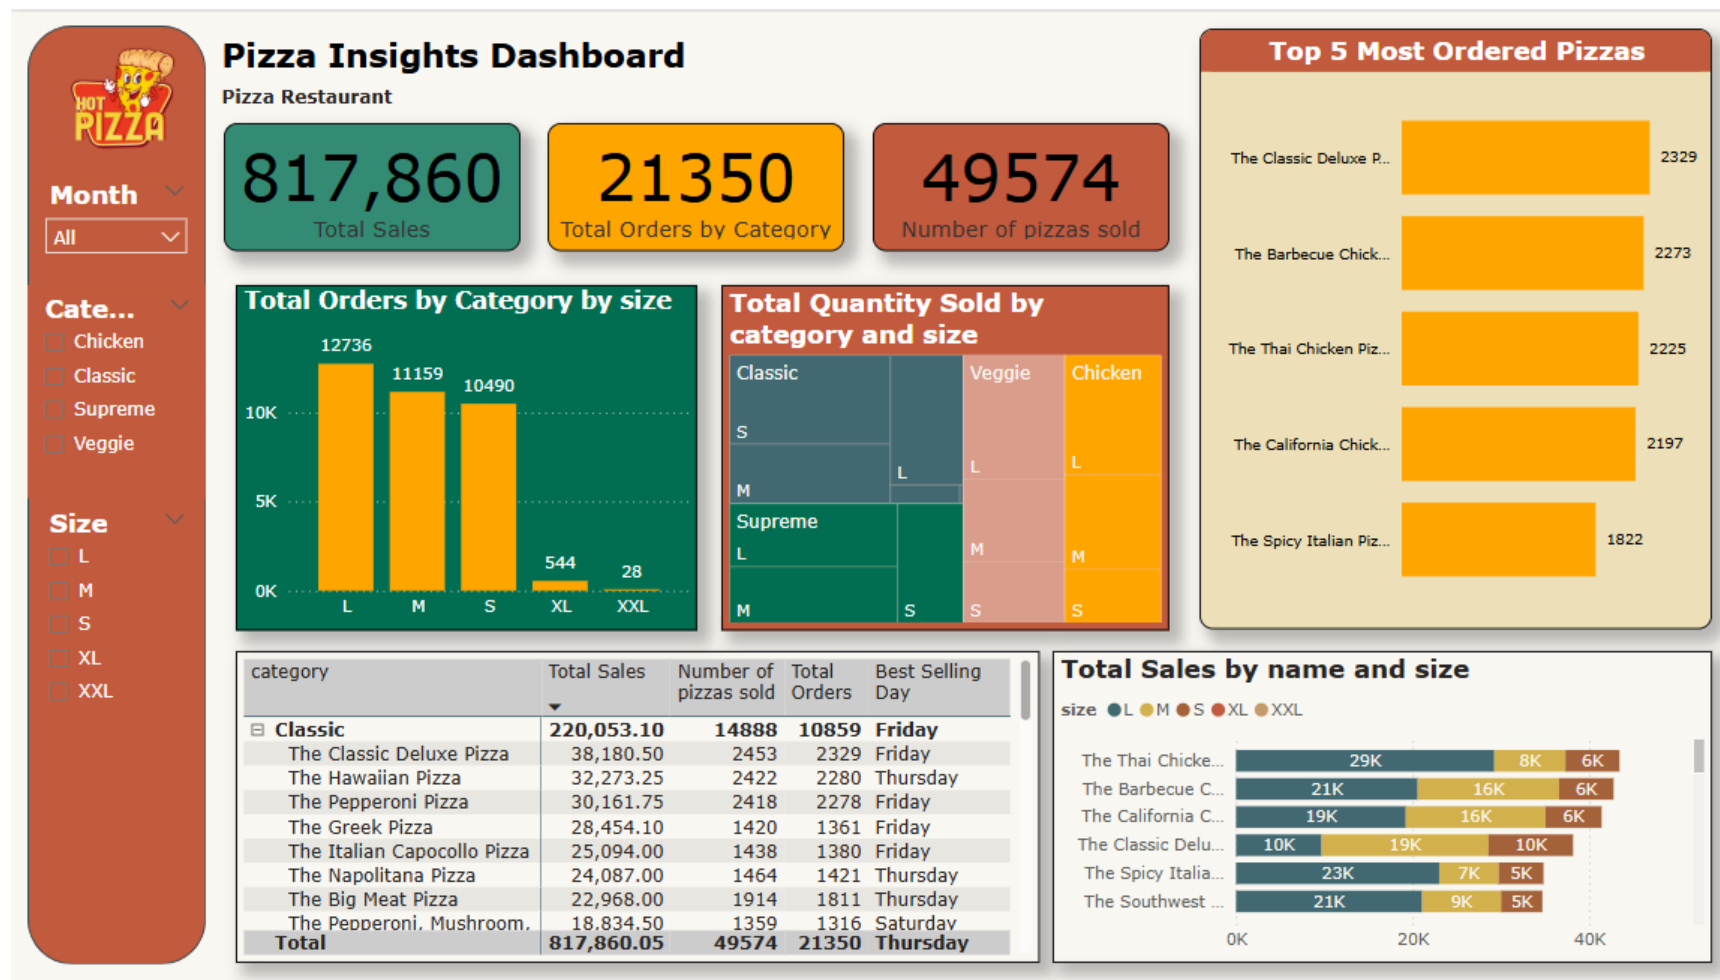 HOT
PIZZA
Month
All
Cate...
Chicken
Classic
Supreme
Veggie
Size
L
M
S
XL
XXL
Pizza Insights Dashboard
Pizza Restaurant
817,860
Total Sales
21350
Total Orders by Category
49574
Number of pizzas sold
Top 5 Most Ordered Pizzas
The Classic Deluxe P... 2329
The Barbecue Chick... 2273
The Thai Chicken Piz... 2225
The California Chick... 2197
The Spicy Italian Piz... 1822
Total Orders by Category by size
12736
11159
10490
10K
5K
544
28
0K
L M S XL XXL
Total Quantity Sold by
category and size
Classic
S
M
L
Supreme
L
M
S
Veggie
L
M
S
Chicken
L
M
S
category Total Sales Number of pizzas sold Total Orders Best Selling Day
Classic 220,053.10 14888 10859 Friday
The Classic Deluxe Pizza 38,180.50 2453 2329 Friday
The Hawaiian Pizza 32,273.25 2422 2280 Thursday
The Pepperoni Pizza 30,161.75 2418 2278 Friday
The Greek Pizza 28,454.10 1420 1361 Friday
The Italian Capocollo Pizza 25,094.00 1438 1380 Friday
The Napolitana Pizza 24,087.00 1464 1421 Thursday
The Big Meat Pizza 22,968.00 1914 1811 Thursday
The Pepperoni, Mushroom, 18,834.50 1359 1316 Saturday
Total 817,860.05 49574 21350 Thursday
Total Sales by name and size
size L M S XL XXL
The Thai Chicke... 29K 8K 6K
The Barbecue C... 21K 16K 6K
The California C... 19K 16K 6K
The Classic Delu... 10K 19K 10K
The Spicy Italia... 23K 7K 5K
The Southwest ... 21K 9K 5K
0K 20K 40K